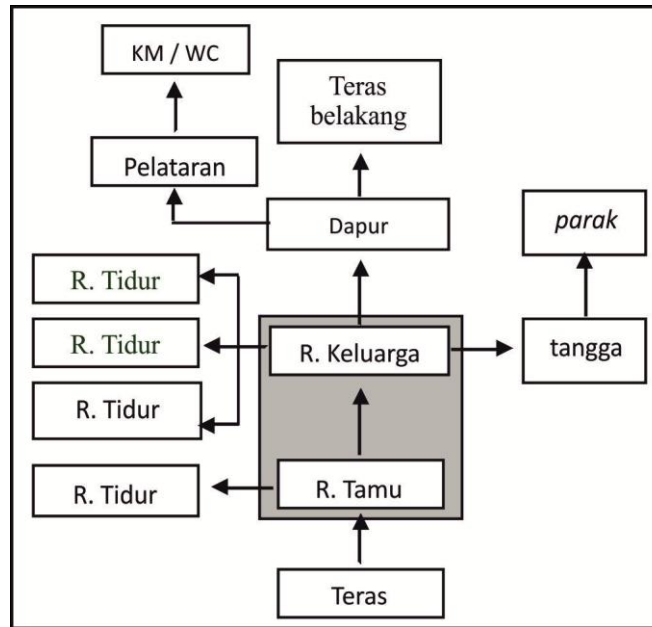 KM / WC
Teras
belakang
Pelataran
Dapur
parak
R. Tidur
R. Tidur
R. Keluarga
tangga
R. Tidur
R. Tidur
R. Tamu
Teras